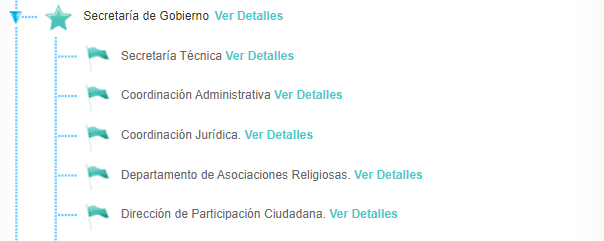 Secretaría de Gobierno Ver Detalles
Secretaría Técnica Ver Detalles
Coordinación Administrativa Ver Detalles
Coordinación Jurídica. Ver Detalles
Departamento de Asociaciones Religiosas. Ver Detalles
Dirección de Participación Ciudadana. Ver Detalles